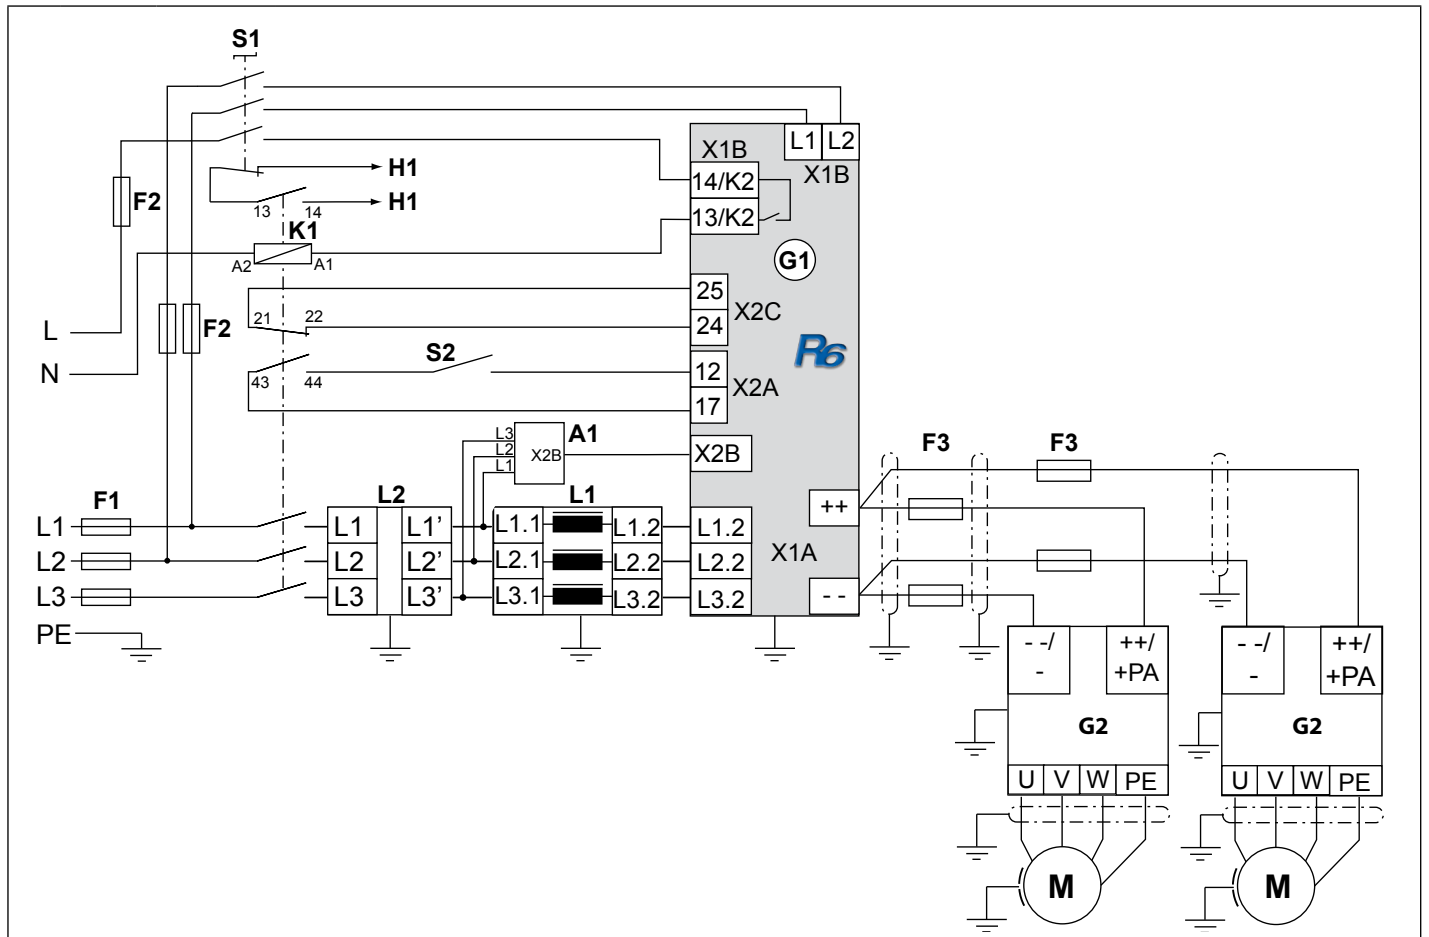 S1
L1 L2
X1B
X1B
14/K2
H1
F2
13/K2
H1
13 14
K1
A2 A1
G1
25
X2C
21 22
24
F2
L
R6
S2
12
N
43 44
X2A
17
L3
A1
L2
X2B
L1
X2B
F3 F3
L2 L1
F1
++
L1 L1 L1' L1.1 L1.2 L1.2
X1A
L2 L2 L2' L2.1 L2.2 L2.2
L3 L3 L3' L3.1 L3.2 L3.2
- -
PE
- -/ ++/ - -/ ++/
- +PA - +PA
G2 G2
U V W PE U V W PE
M M